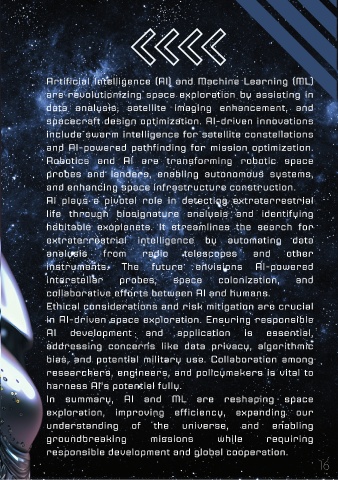 Artificial Intelligence (AI) and Machine Learning (ML)
are revolutionizing space exploration by assisting in
data analysis, satellite imaging enhancement, and
spacecraft design optimization. AI-driven innovations
include swarm intelligence for satellite constellations
and AI-powered pathfinding for mission optimization.
Robotics and AI are transforming robotic space
probes and landers, enabling autonomous systems,
and enhancing space infrastructure construction.
AI plays a pivotal role in detecting extraterrestrial
life through biosignature analysis and identifying
habitable exoplanets. It streamlines the search for
extraterrestrial intelligence by automating data
analysis from radio telescopes and other
instruments. The future envisions AI-powered
interstellar probes, space colonization, and
collaborative efforts between AI and humans.
Ethical considerations and risk mitigation are crucial
in AI-driven space exploration. Ensuring responsible
AI development and application is essential,
addressing concerns like data privacy, algorithmic
bias, and potential military use. Collaboration among
researchers, engineers, and policymakers is vital to
harness AI's potential fully.
In summary, AI and ML are reshaping space
exploration, improving efficiency, expanding our
understanding of the universe, and enabling
groundbreaking missions while requiring
responsible development and global cooperation.
16